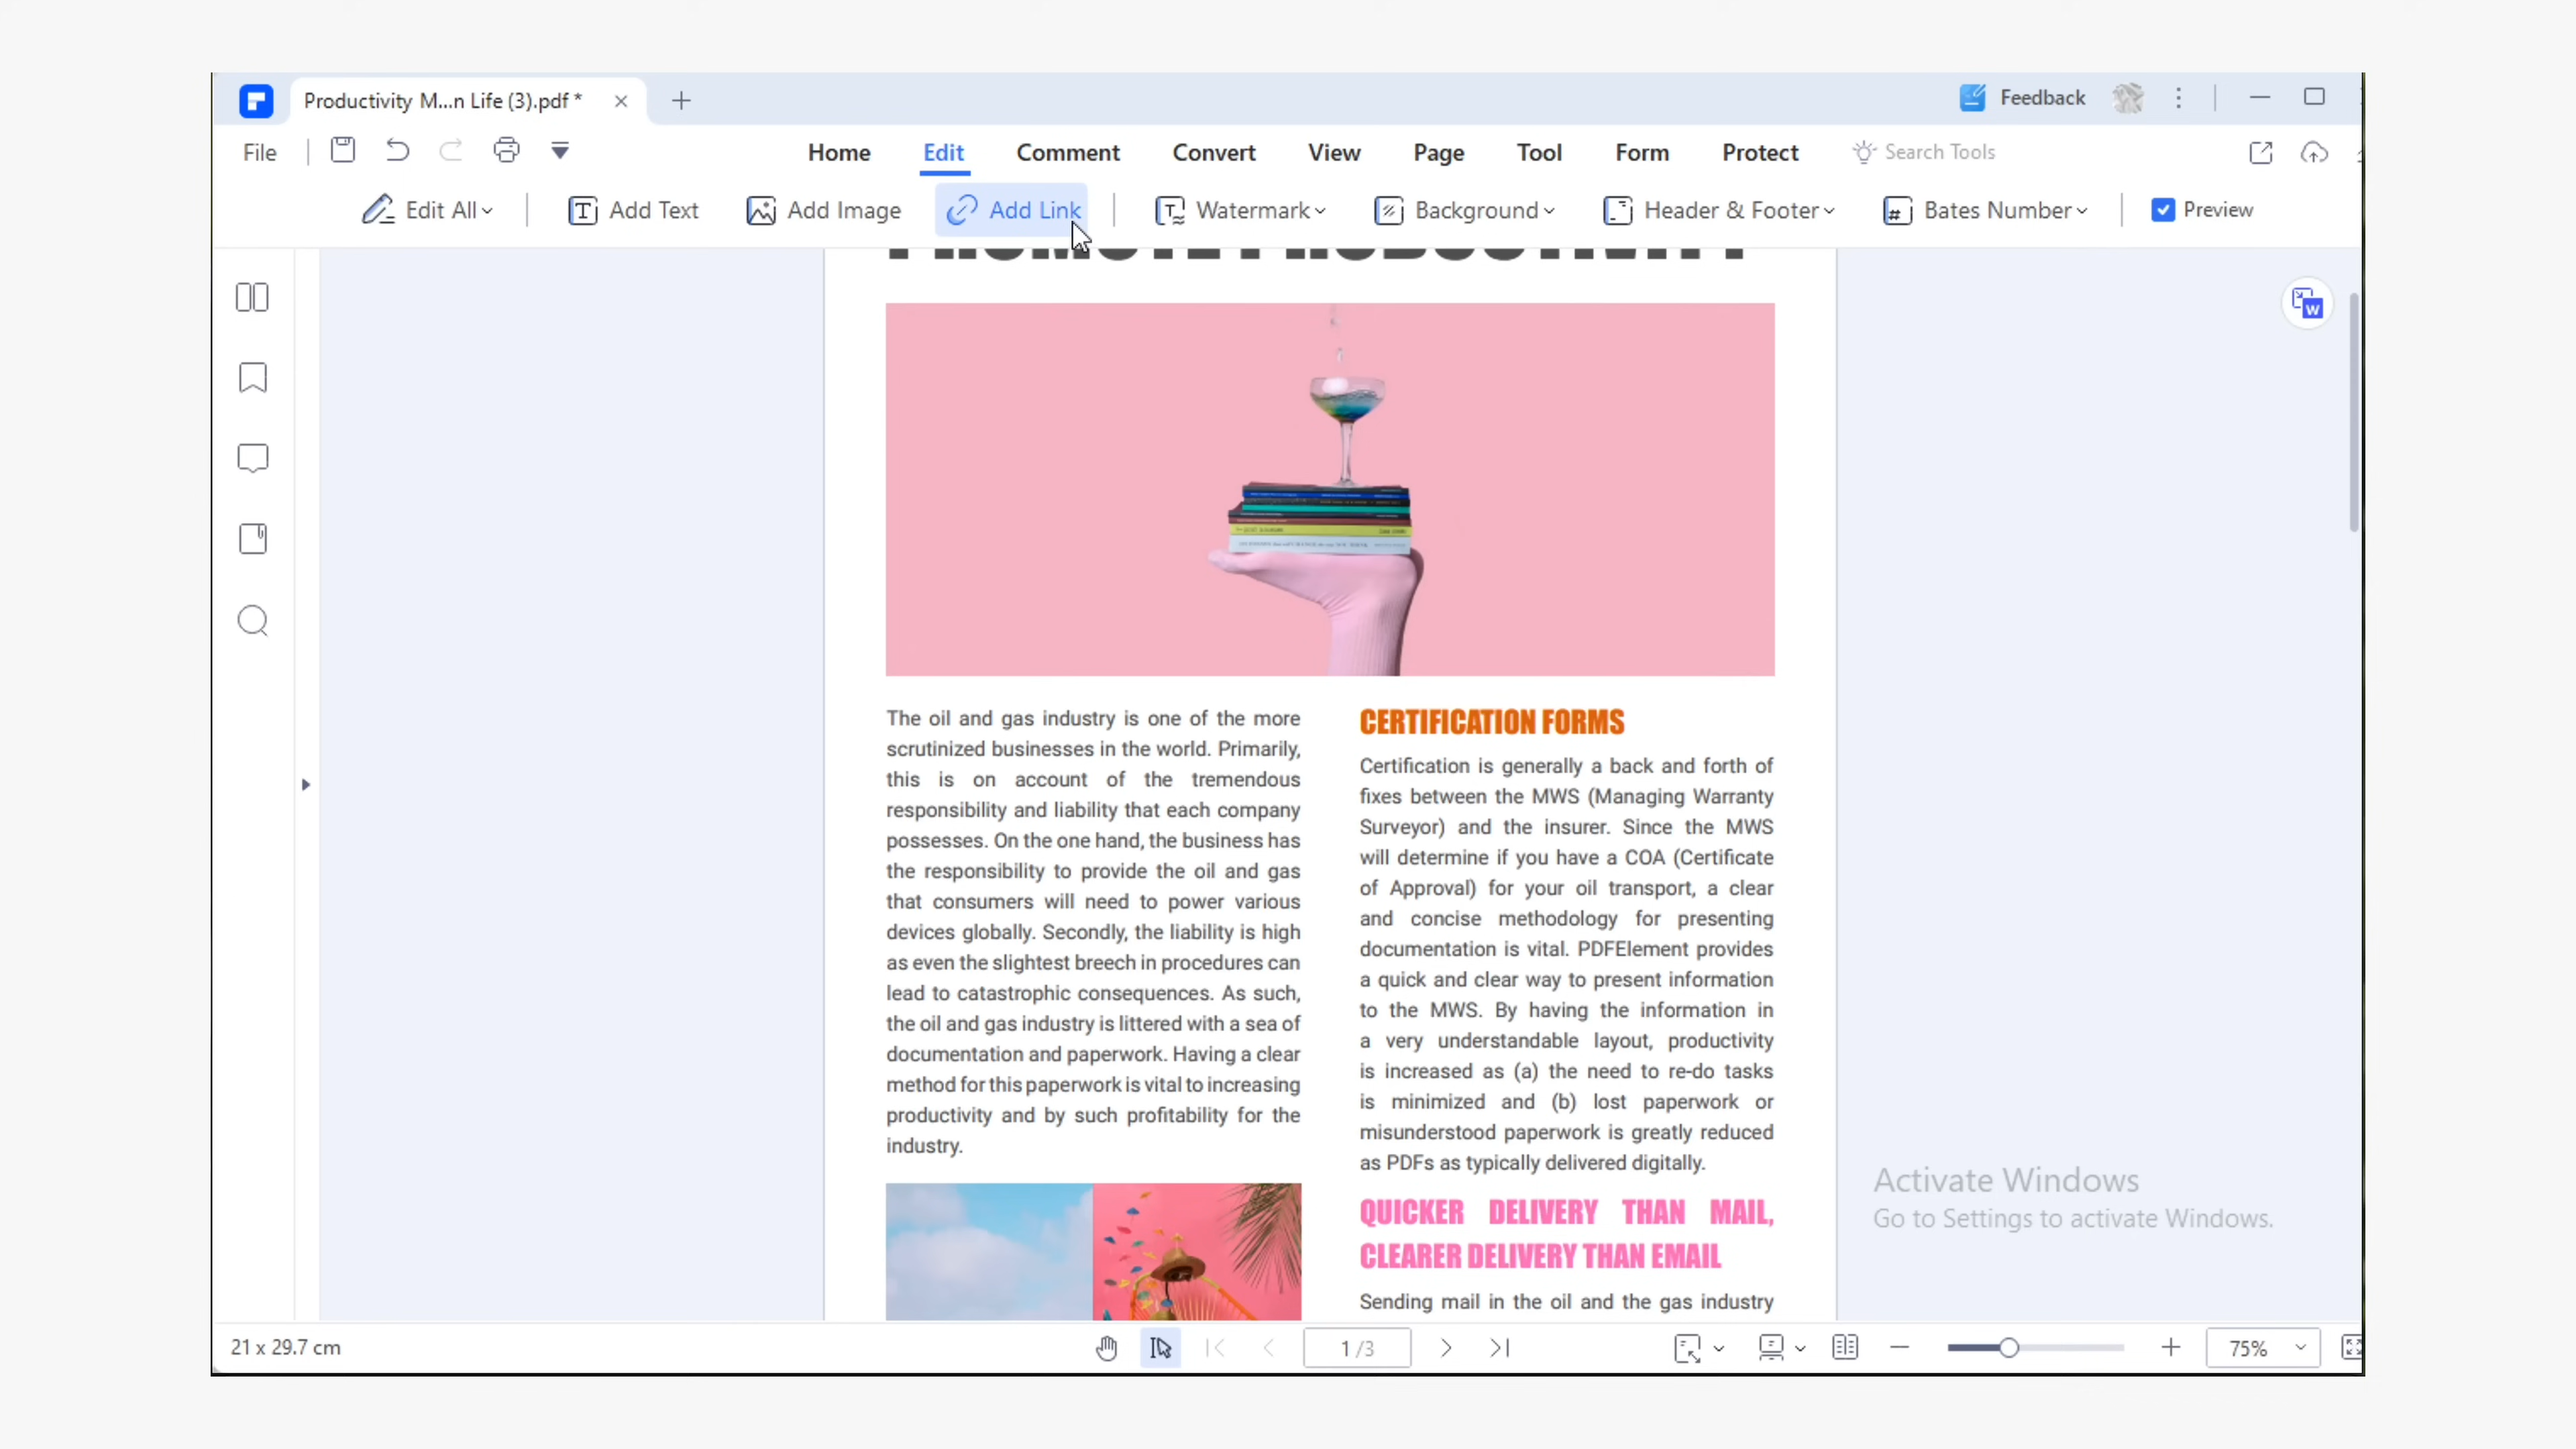 Productivity M...n Life (3).pdf *
Feedback
File
Home Edit Comment Convert View Page Tool Form Protect Search Tools
Edit All Add Text Add Image Add Link Watermark Background Header & Footer Bates Number Preview
PROMOTE PRODUCTIVITY
The oil and gas industry is one of the more
scrutinized businesses in the world. Primarily,
this is on account of the tremendous
responsibility and liability that each company
possesses. On the one hand, the business has
the responsibility to provide the oil and gas
that consumers will need to power various
devices globally. Secondly, the liability is high
as even the slightest breech in procedures can
lead to catastrophic consequences. As such,
the oil and gas industry is littered with a sea of
documentation and paperwork. Having a clear
method for this paperwork is vital to increasing
productivity and by such profitability for the
industry.
CERTIFICATION FORMS
Certification is generally a back and forth of
fixes between the MWS (Managing Warranty
Surveyor) and the insurer. Since the MWS
will determine if you have a COA (Certificate
of Approval) for your oil transport, a clear
and concise methodology for presenting
documentation is vital. PDFElement provides
a quick and clear way to present information
to the MWS. By having the information in
a very understandable layout, productivity
is increased as (a) the need to re-do tasks
is minimized and (b) lost paperwork or
misunderstood paperwork is greatly reduced
as PDFs as typically delivered digitally.
QUICKER DELIVERY THAN MAIL,
CLEARER DELIVERY THAN EMAIL
Sending mail in the oil and the gas industry
Activate Windows
Go to Settings to activate Windows.
21 x 29.7 cm
1 /3
75%